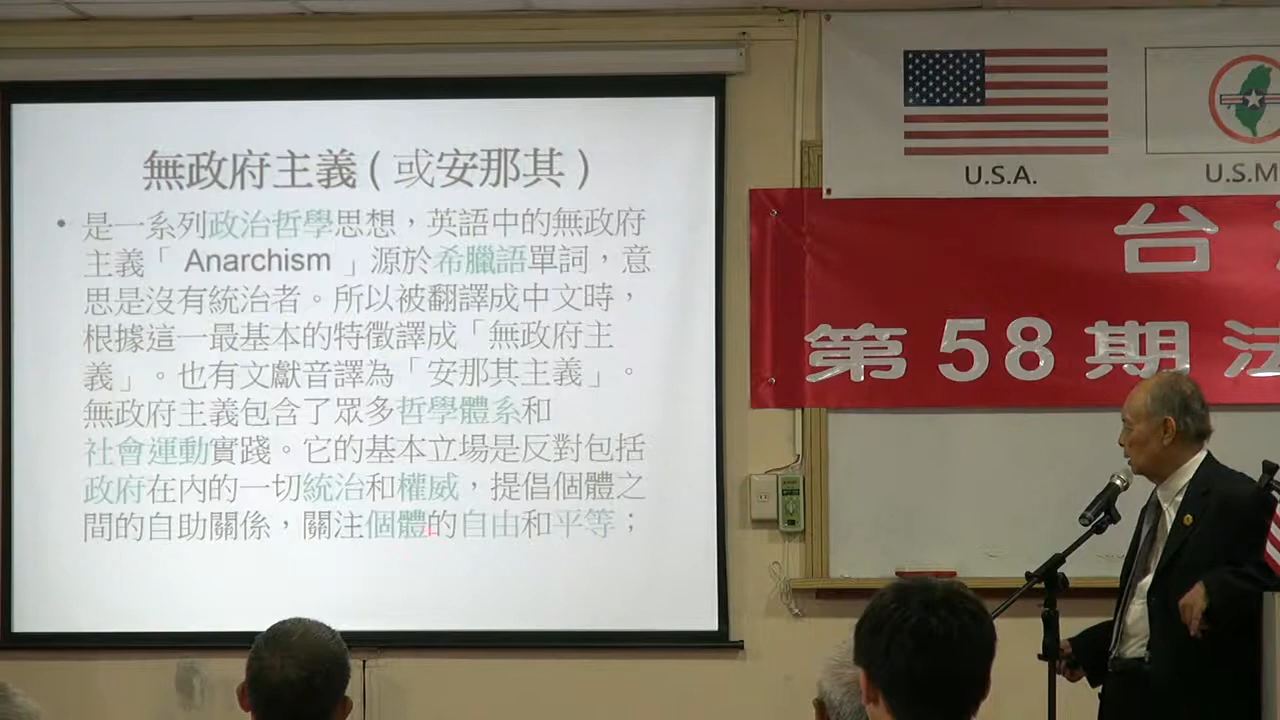 無政府主義 ( 或安那其 )
• 是一系列政治哲學思想，英語中的無政府
主義「 Anarchism 」源於希臘語單詞，意
思是沒有統治者。所以被翻譯成中文時，
根據這一最基本的特徵譯成「無政府主
義」。也有文獻音譯為「安那其主義」。
無政府主義包含了眾多哲學體系和
社會運動實踐。它的基本立場是反對包括
政府在內的一切統治和權威，提倡個體之
間的自助關係，關注個體的自由和平等；
U.S.A.
U.S.M
台
第 58 期 法